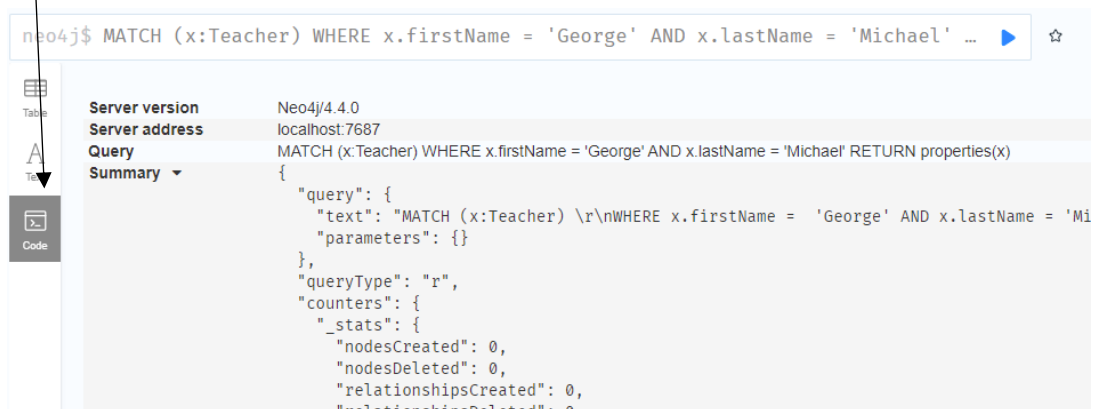 neo4j$ MATCH (x:Teacher) WHERE x.firstName = 'George' AND x.lastName = 'Michael' …
Table
Server version Neo4j/4.4.0
Server address localhost:7687
A
Query MATCH (x:Teacher) WHERE x.firstName = 'George' AND x.lastName = 'Michael' RETURN properties(x)
Summary {
"query": {
"text": "MATCH (x:Teacher) \r\nWHERE x.firstName =  'George' AND x.lastName = 'Mi
"parameters": {}
Code
},
"queryType": "r",
"counters": {
"_stats": {
"nodesCreated": 0,
"nodesDeleted": 0,
"relationshipsCreated": 0,
"relationshipsDeleted": 0,